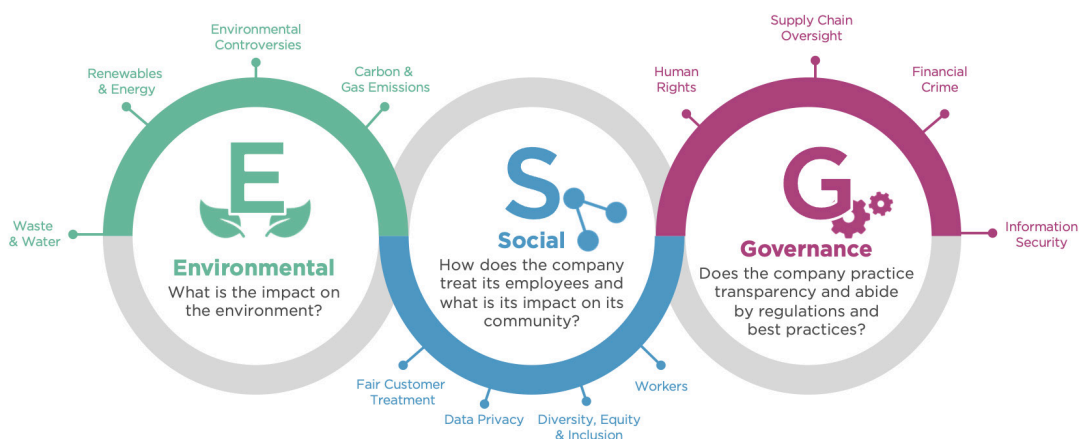 Environmental
Controversies
Renewables
& Energy
Carbon &
Gas Emissions
Waste
& Water
E
Environmental
What is the impact on
the environment?
S
Social
How does the company
treat its employees and
what is its impact on its
community?
Fair Customer
Treatment
Data Privacy
Diversity, Equity
& Inclusion
Workers
Supply Chain
Oversight
Human
Rights
Financial
Crime
Information
Security
G
Governance
Does the company practice
transparency and abide
by regulations and
best practices?